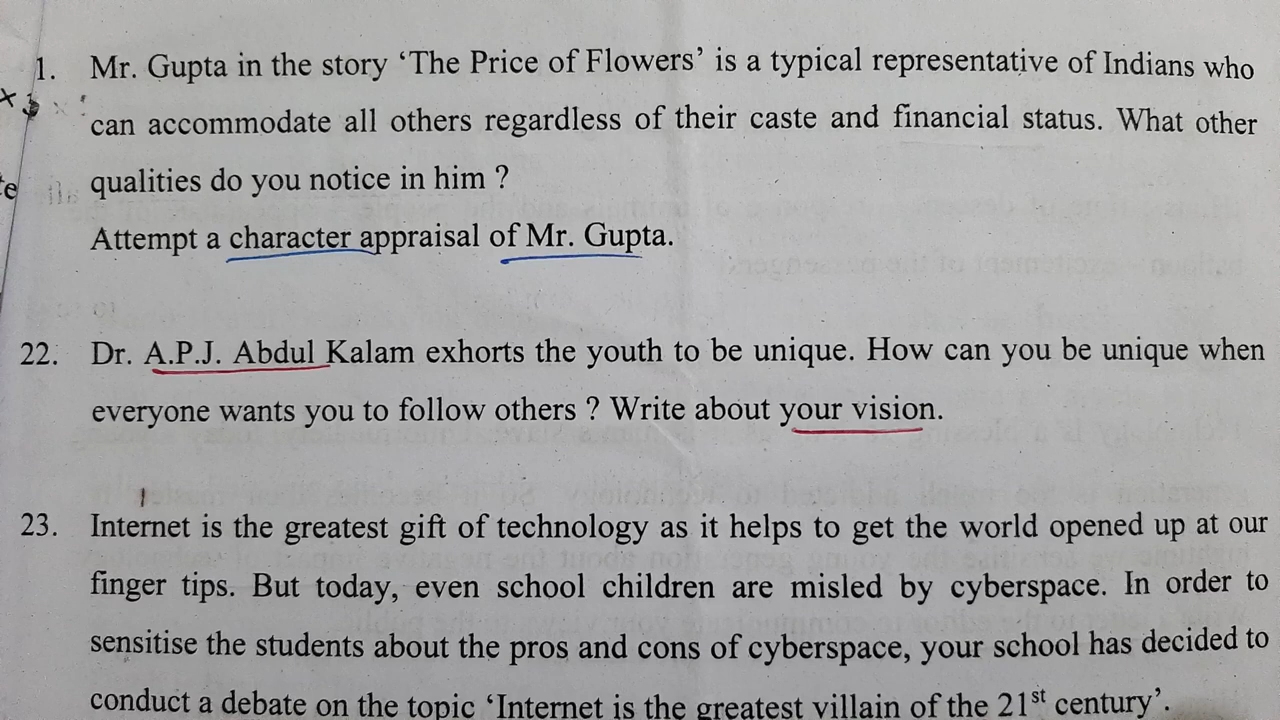 1. Mr. Gupta in the story ‘The Price of Flowers’ is a typical representative of Indians who
can accommodate all others regardless of their caste and financial status. What other
qualities do you notice in him ?
Attempt a character appraisal of Mr. Gupta.
22. Dr. A.P.J. Abdul Kalam exhorts the youth to be unique. How can you be unique when
everyone wants you to follow others ? Write about your vision.
23. Internet is the greatest gift of technology as it helps to get the world opened up at our
finger tips. But today, even school children are misled by cyberspace. In order to
sensitise the students about the pros and cons of cyberspace, your school has decided to
conduct a debate on the topic ‘Internet is the greatest villain of the 21st century’.